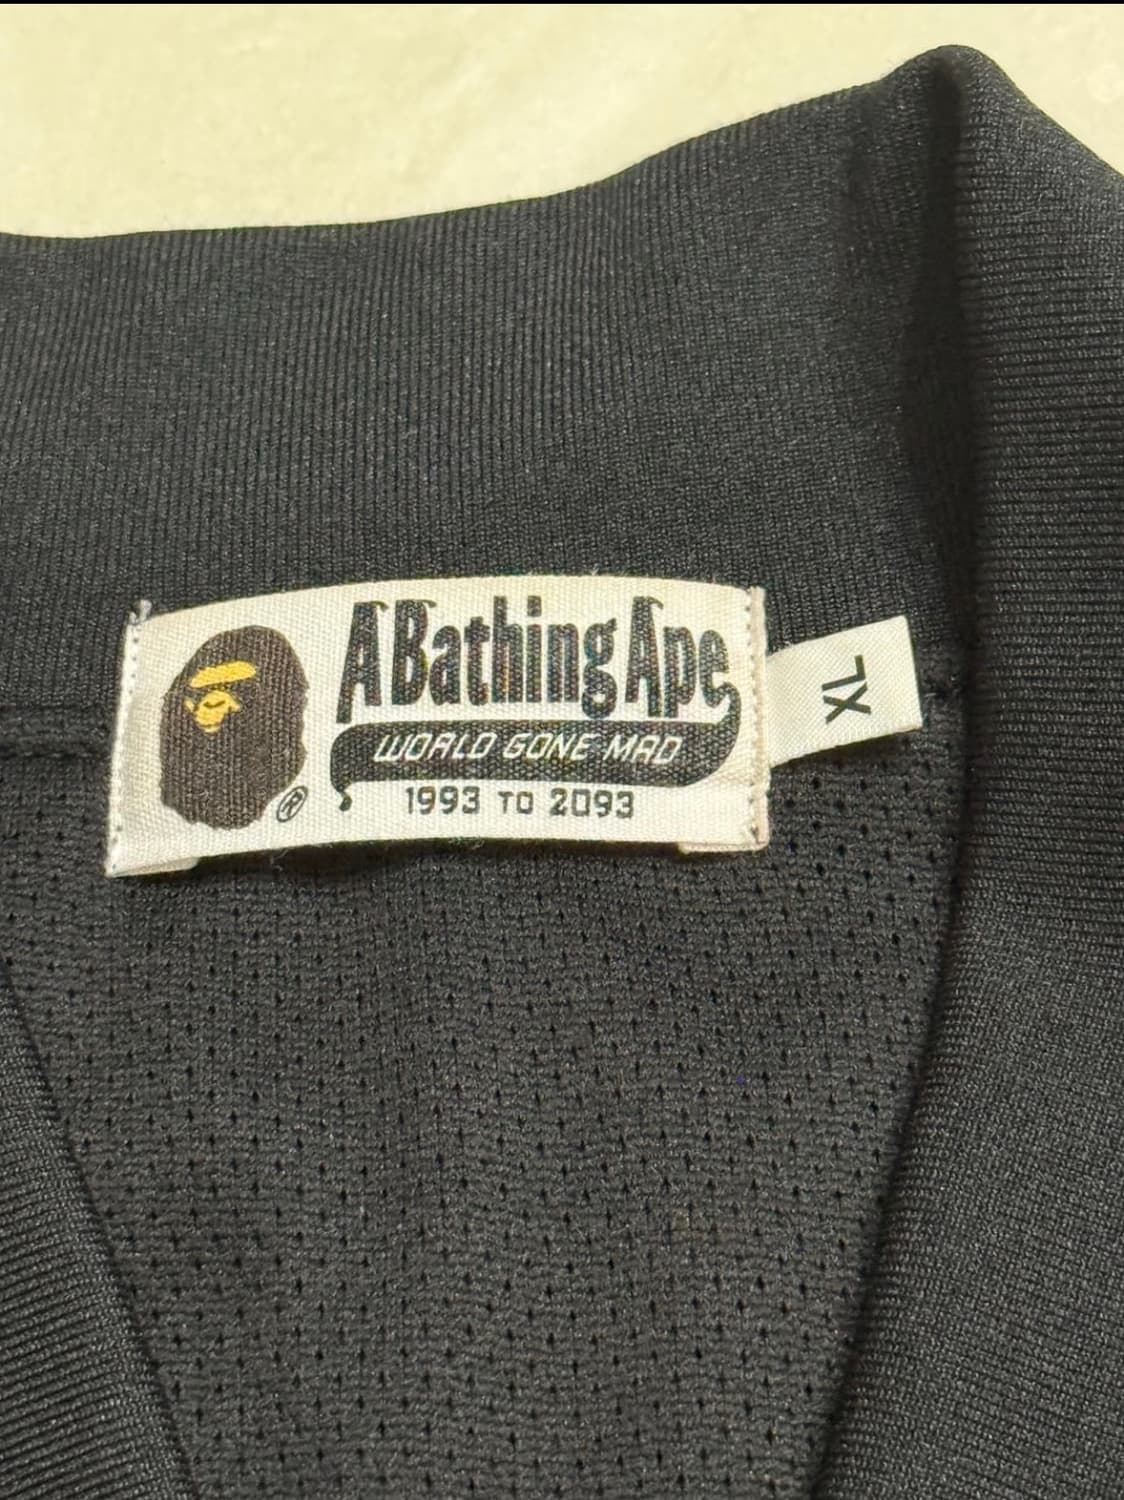 A Bathing Ape
WORLD GONE MAD
1993 TO 2093
®
XL